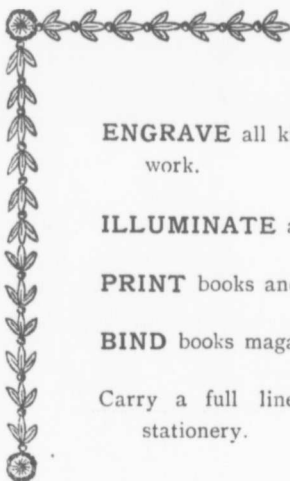 ENGRAVE all k
work.
ILLUMINATE a
PRINT books an
BIND books maga
Carry a full line
stationery.